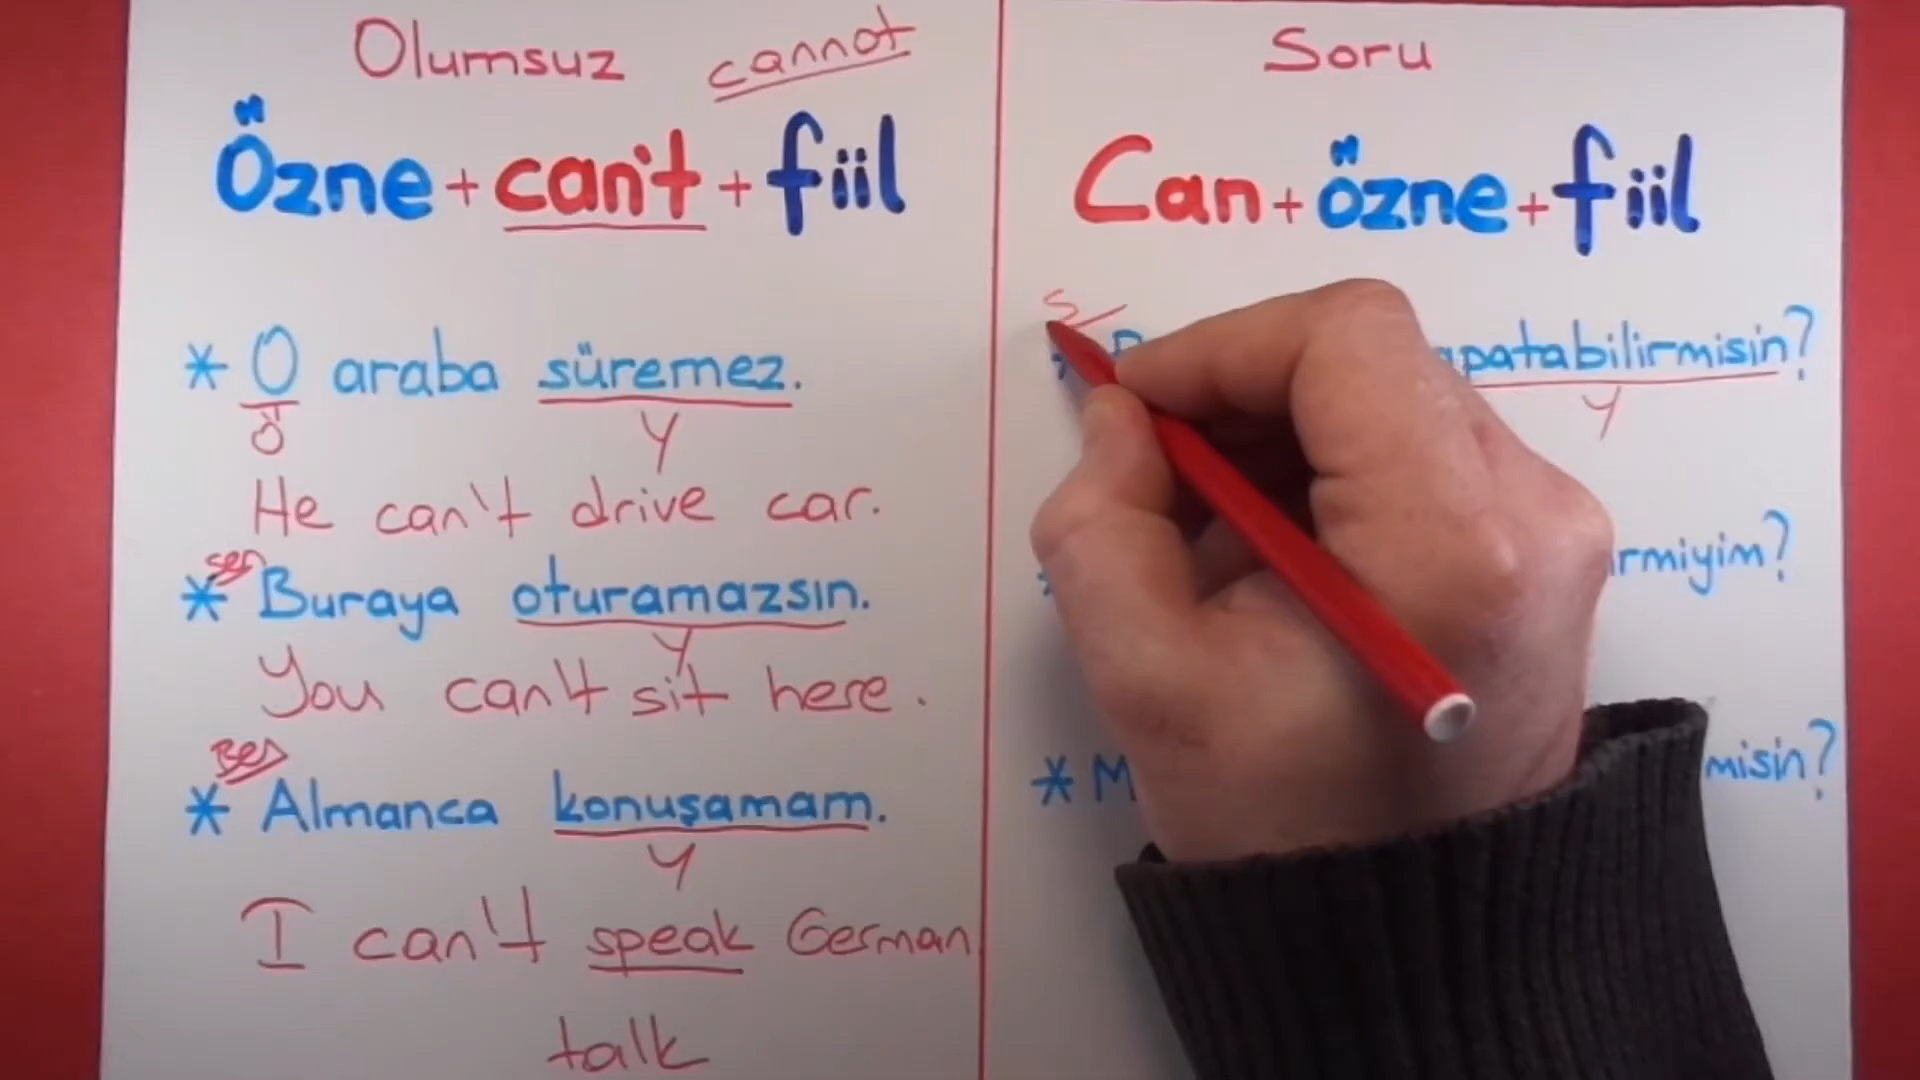 Olumsuz cannot
Özne + can't + fiil
* O araba süremez.
Ö Y
He can't drive car.
sen
* Buraya oturamazsın.
Y
You can't sit here.
Ben
* Almanca konuşamam.
Y
I can't speak German.
talk
Soru
Can + özne + fiil
S
* apatabilirmisin?
Y
* rmiyim?
* M misin?